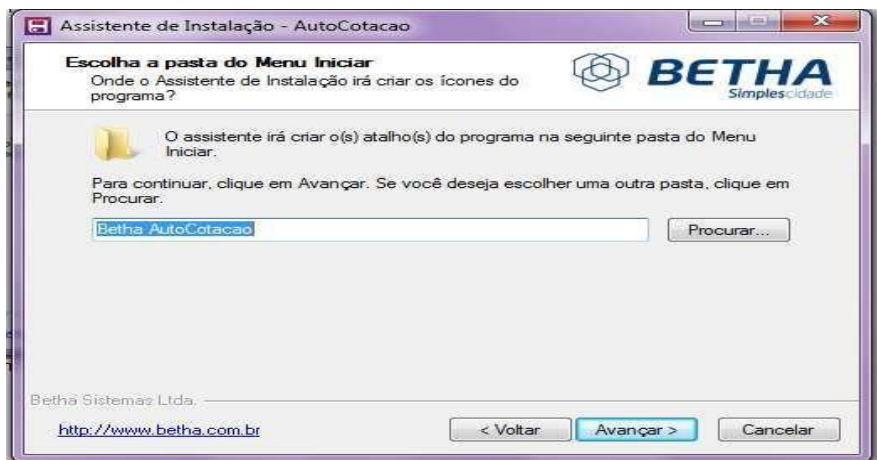 Assistente de Instalação - AutoCotacao
Escolha a pasta do Menu Iniciar
Onde o Assistente de Instalação irá criar os ícones do
programa?
BETHA
Simplescidade
O assistente irá criar o(s) atalho(s) do programa na seguinte pasta do Menu
Iniciar.
Para continuar, clique em Avançar. Se você deseja escolher uma outra pasta, clique em
Procurar.
Betha AutoCotacao
Procurar...
Betha Sistemas Ltda.
http://www.betha.com.br
< Voltar
Avançar >
Cancelar